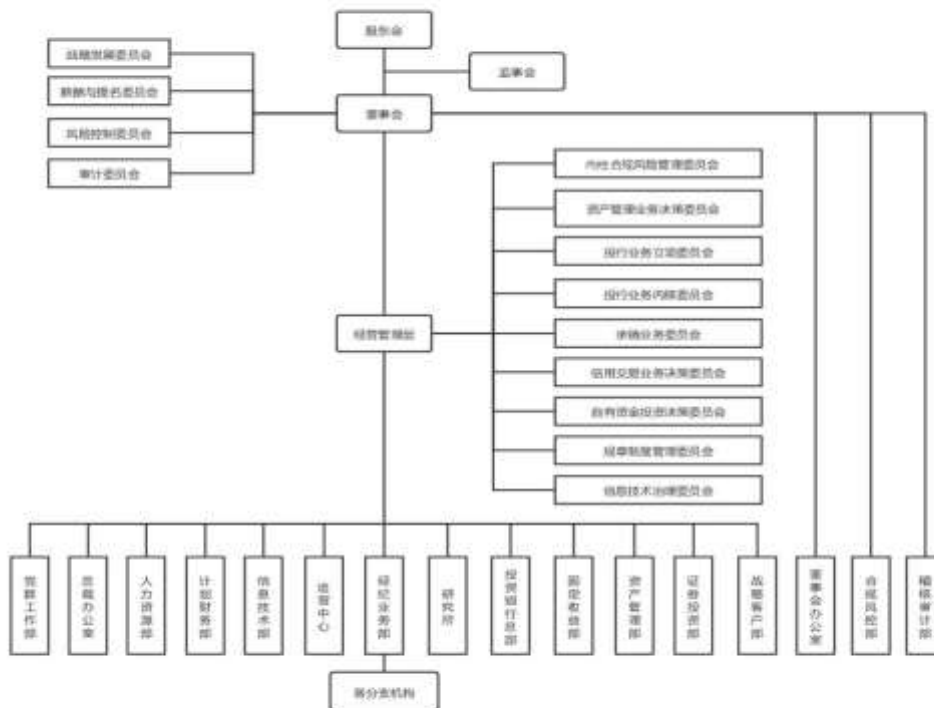 股东会
监事会
董事会
战略发展委员会
薪酬与提名委员会
风险控制委员会
审计委员会
内控合规风险管理委员会
资产管理业务决策委员会
投行业务立项委员会
投行业务内核委员会
承销业务委员会
信用交易业务决策委员会
自有资金投资决策委员会
规章制度管理委员会
信息技术治理委员会
经营管理层
党群工作部
总裁办公室
人力资源部
计划财务部
信息技术部
运营中心
经纪业务部
研究所
投资银行总部
固定收益部
资产管理部
证券投资部
战略客户部
董事会办公室
合规风控部
稽核审计部
各分支机构